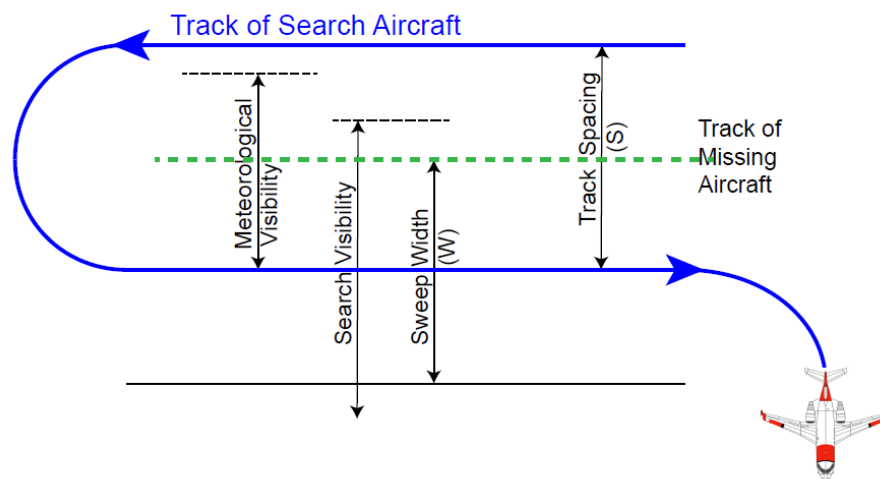 Track of Search Aircraft
Meteorological
Visibility
Search Visibility
Sweep Width
(W)
Track Spacing
(S)
Track of
Missing
Aircraft